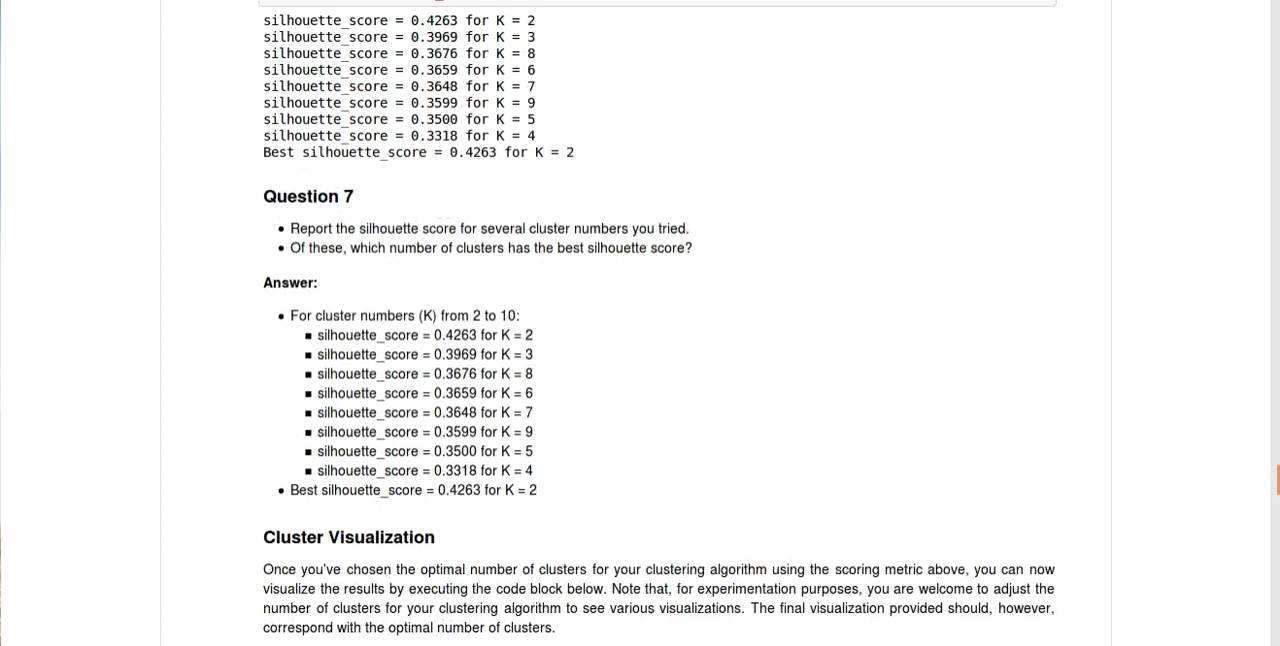 silhouette_score = 0.4263 for K = 2
silhouette_score = 0.3969 for K = 3
silhouette_score = 0.3676 for K = 8
silhouette_score = 0.3659 for K = 6
silhouette_score = 0.3648 for K = 7
silhouette_score = 0.3599 for K = 9
silhouette_score = 0.3500 for K = 5
silhouette_score = 0.3318 for K = 4
Best silhouette_score = 0.4263 for K = 2
Question 7
• Report the silhouette score for several cluster numbers you tried.
• Of these, which number of clusters has the best silhouette score?
Answer:
• For cluster numbers (K) from 2 to 10:
▪ silhouette_score = 0.4263 for K = 2
▪ silhouette_score = 0.3969 for K = 3
▪ silhouette_score = 0.3676 for K = 8
▪ silhouette_score = 0.3659 for K = 6
▪ silhouette_score = 0.3648 for K = 7
▪ silhouette_score = 0.3599 for K = 9
▪ silhouette_score = 0.3500 for K = 5
▪ silhouette_score = 0.3318 for K = 4
• Best silhouette_score = 0.4263 for K = 2
Cluster Visualization
Once you've chosen the optimal number of clusters for your clustering algorithm using the scoring metric above, you can now
visualize the results by executing the code block below. Note that, for experimentation purposes, you are welcome to adjust the
number of clusters for your clustering algorithm to see various visualizations. The final visualization provided should, however,
correspond with the optimal number of clusters.